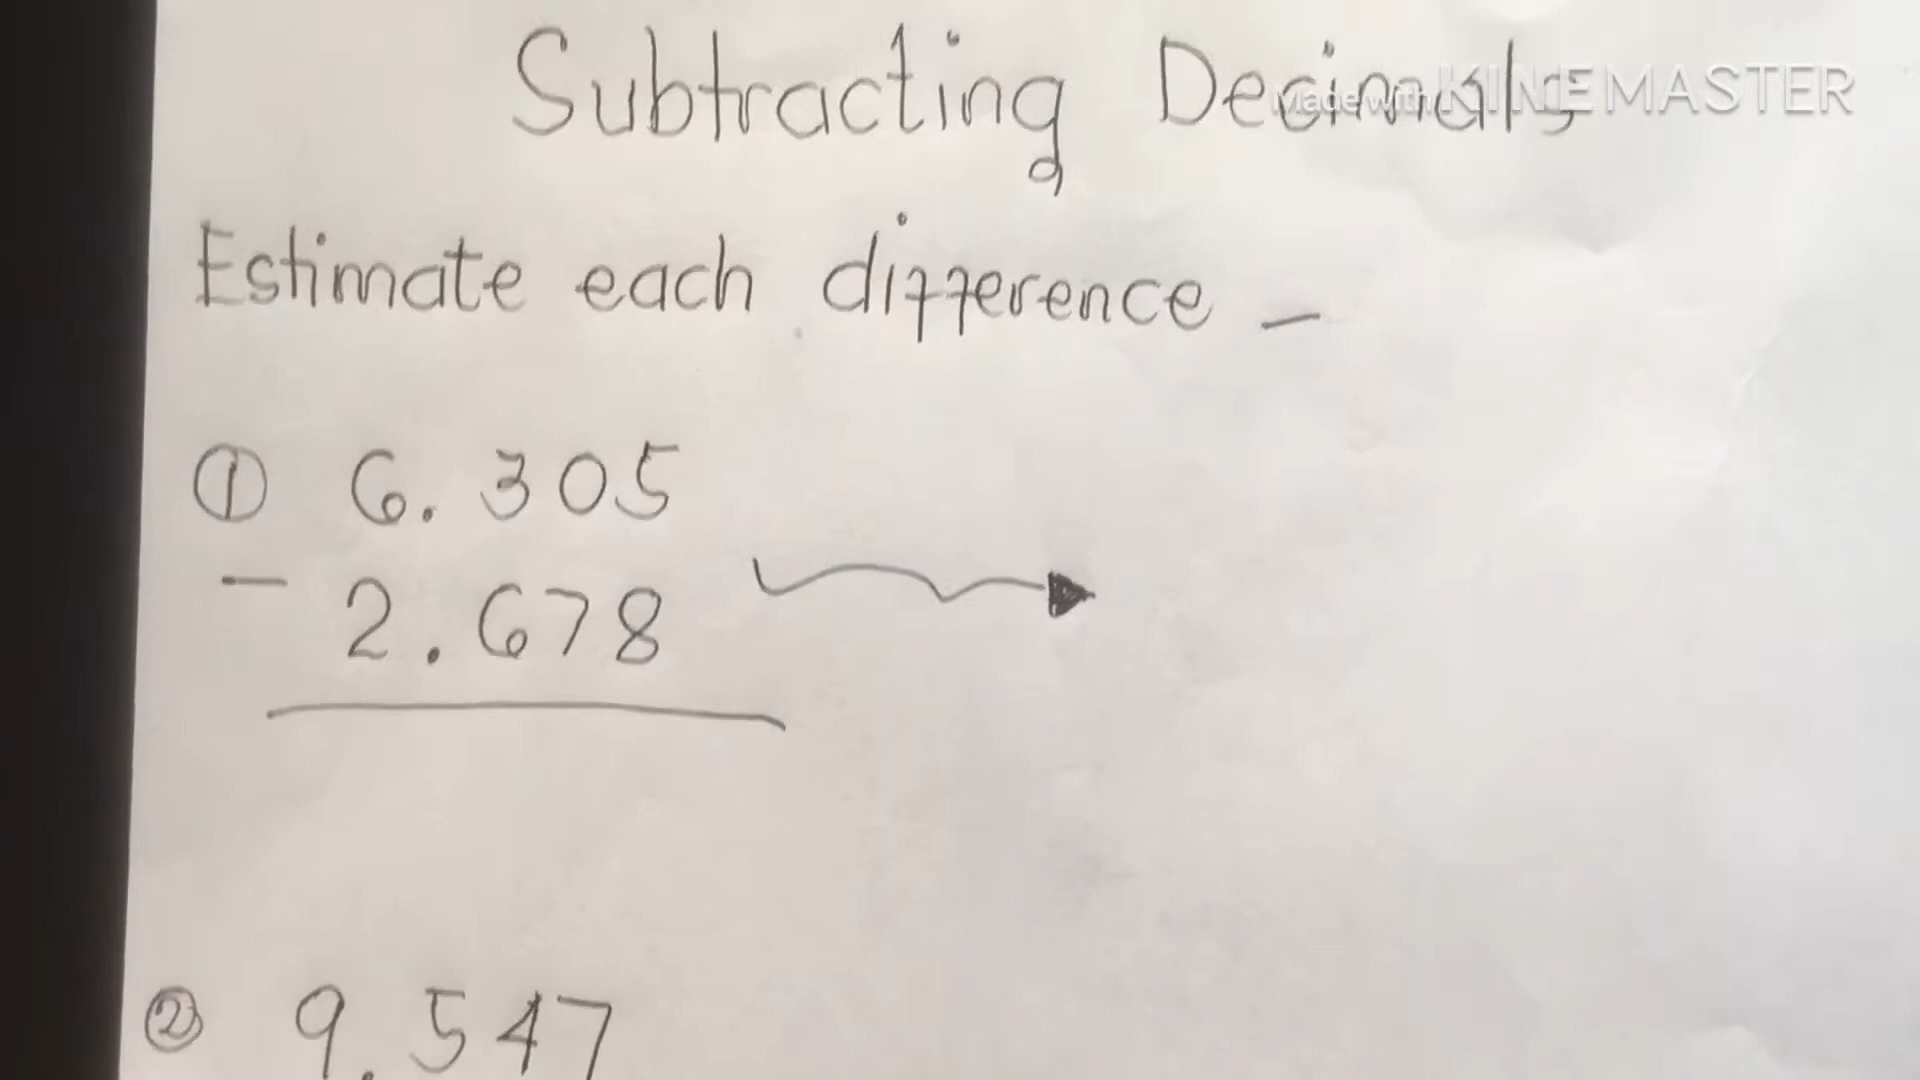 Subtracting Decimals
Made with KINEMASTER
Estimate each difference –
① 6.305
– 2.678
② 9.547